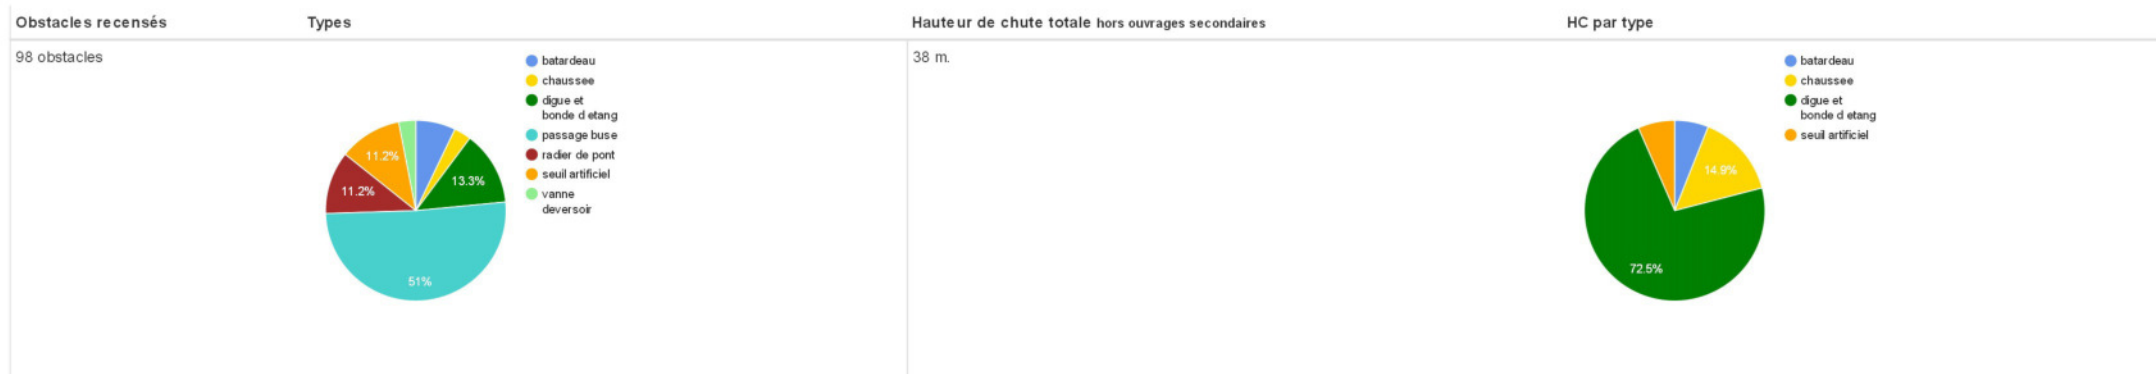 Obstacles recensés
Types
Hauteur de chute totale hors ouvrages secondaires
HC par type
98 obstacles
batardeau
chaussee
digue et
bonde d etang
passage buse
radier de pont
seuil artificiel
vanne
deversoir
11.2%
13.3%
11.2%
51%
38 m.
batardeau
chaussee
digue et
bonde d etang
seuil artificiel
14.9%
72.5%